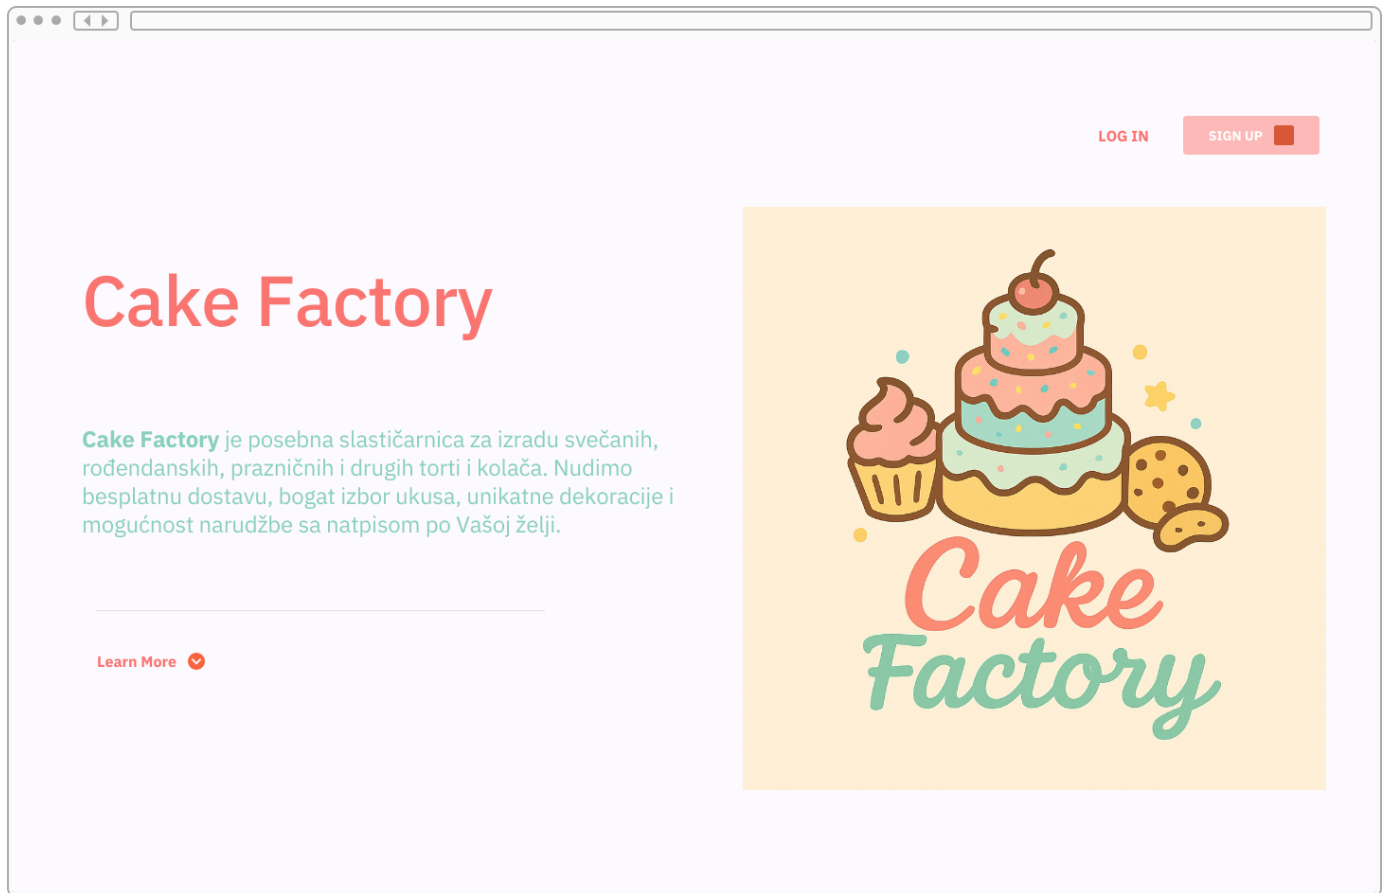 LOG IN
SIGN UP
Cake Factory
Cake Factory je posebna slastičarnica za izradu svečanih,
rođendanskih, prazničnih i drugih torti i kolača. Nudimo
besplatnu dostavu, bogat izbor ukusa, unikatne dekoracije i
mogućnost narudžbe sa natpisom po Vašoj želji.
Learn More
Cake
Factory